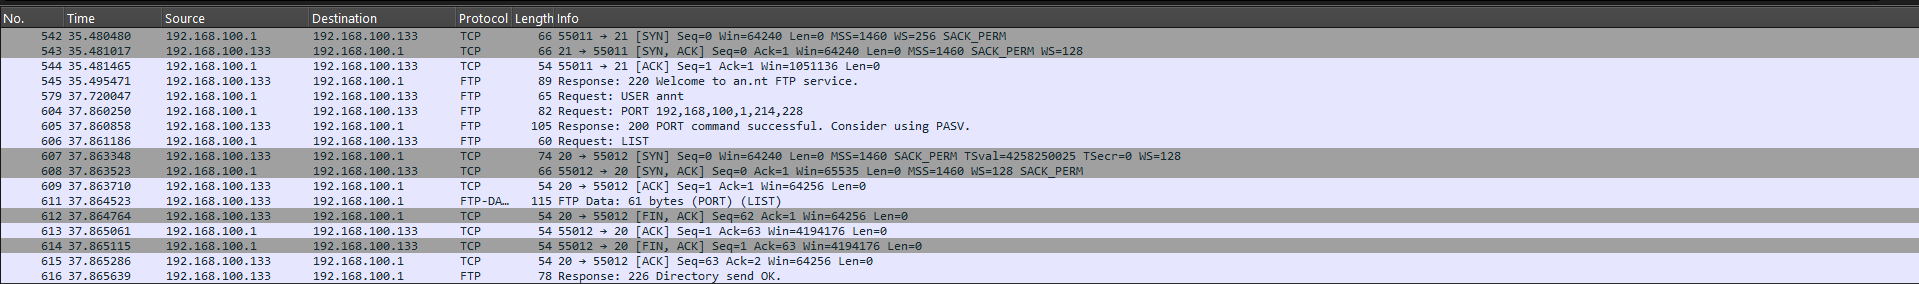 No. Time Source Destination Protocol Length Info
542 35.480480 192.168.100.1 192.168.100.133 TCP 66 55011 → 21 [SYN] Seq=0 Win=64240 Len=0 MSS=1460 WS=256 SACK_PERM
543 35.481017 192.168.100.133 192.168.100.1 TCP 66 21 → 55011 [SYN, ACK] Seq=0 Ack=1 Win=64240 Len=0 MSS=1460 SACK_PERM WS=128
544 35.481465 192.168.100.1 192.168.100.133 TCP 54 55011 → 21 [ACK] Seq=1 Ack=1 Win=1051136 Len=0
545 35.495471 192.168.100.133 192.168.100.1 FTP 89 Response: 220 Welcome to an.nt FTP service.
579 37.720047 192.168.100.1 192.168.100.133 FTP 65 Request: USER annt
604 37.860250 192.168.100.1 192.168.100.133 FTP 82 Request: PORT 192,168,100,1,214,228
605 37.860858 192.168.100.133 192.168.100.1 FTP 105 Response: 200 PORT command successful. Consider using PASV.
606 37.861186 192.168.100.1 192.168.100.133 FTP 60 Request: LIST
607 37.863348 192.168.100.133 192.168.100.1 TCP 74 20 → 55012 [SYN] Seq=0 Win=64240 Len=0 MSS=1460 SACK_PERM TSval=4258250025 TSecr=0 WS=128
608 37.863523 192.168.100.1 192.168.100.133 TCP 66 55012 → 20 [SYN, ACK] Seq=0 Ack=1 Win=65535 Len=0 MSS=1460 WS=128 SACK_PERM
609 37.863710 192.168.100.133 192.168.100.1 TCP 54 20 → 55012 [ACK] Seq=1 Ack=1 Win=64256 Len=0
611 37.864523 192.168.100.133 192.168.100.1 FTP-DA… 115 FTP Data: 61 bytes (PORT) (LIST)
612 37.864764 192.168.100.133 192.168.100.1 TCP 54 20 → 55012 [FIN, ACK] Seq=62 Ack=1 Win=64256 Len=0
613 37.865061 192.168.100.1 192.168.100.133 TCP 54 55012 → 20 [ACK] Seq=1 Ack=63 Win=4194176 Len=0
614 37.865115 192.168.100.1 192.168.100.133 TCP 54 55012 → 20 [FIN, ACK] Seq=1 Ack=63 Win=4194176 Len=0
615 37.865286 192.168.100.133 192.168.100.1 TCP 54 20 → 55012 [ACK] Seq=63 Ack=2 Win=64256 Len=0
616 37.865639 192.168.100.133 192.168.100.1 FTP 78 Response: 226 Directory send OK.